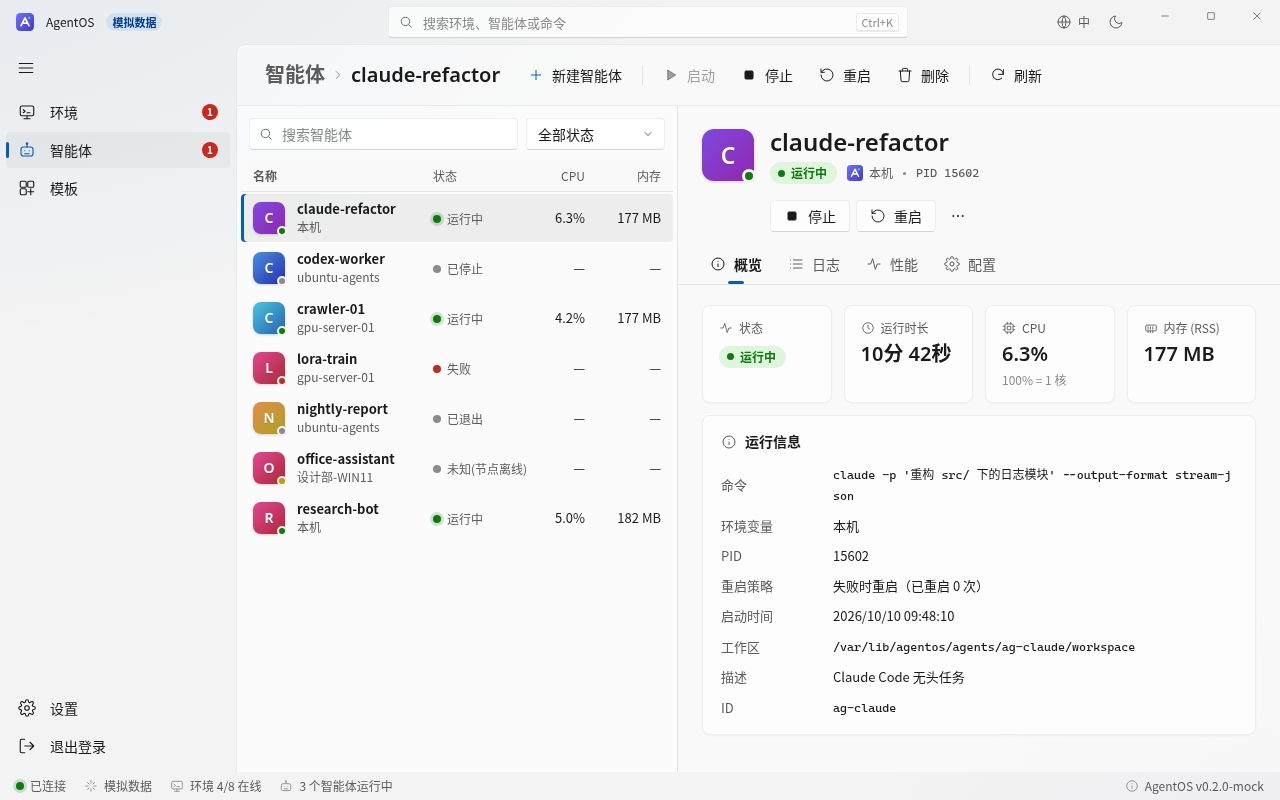 AgentOS 模拟数据
搜索环境、智能体或命令 Ctrl+K
中
环境 1
智能体 1
模板
设置
退出登录
智能体 claude-refactor
新建智能体 启动 停止 重启 删除 刷新
搜索智能体 全部状态
名称 状态 CPU 内存
C claude-refactor 本机 运行中 6.3% 177 MB
C codex-worker ubuntu-agents 已停止 — —
C crawler-01 gpu-server-01 运行中 4.2% 177 MB
L lora-train gpu-server-01 失败 — —
N nightly-report ubuntu-agents 已退出 — —
O office-assistant 设计部-WIN11 未知(节点离线) — —
R research-bot 本机 运行中 5.0% 182 MB
C
claude-refactor
运行中 本机 • PID 15602
停止 重启 ···
概览 日志 性能 配置
状态
运行中
运行时长
10分 42秒
CPU
6.3%
100% = 1 核
内存 (RSS)
177 MB
运行信息
命令 claude -p '重构 src/ 下的日志模块' --output-format stream-j
son
环境变量 本机
PID 15602
重启策略 失败时重启（已重启 0 次）
启动时间 2026/10/10 09:48:10
工作区 /var/lib/agentos/agents/ag-claude/workspace
描述 Claude Code 无头任务
ID ag-claude
已连接 模拟数据 环境 4/8 在线 3 个智能体运行中 AgentOS v0.2.0-mock